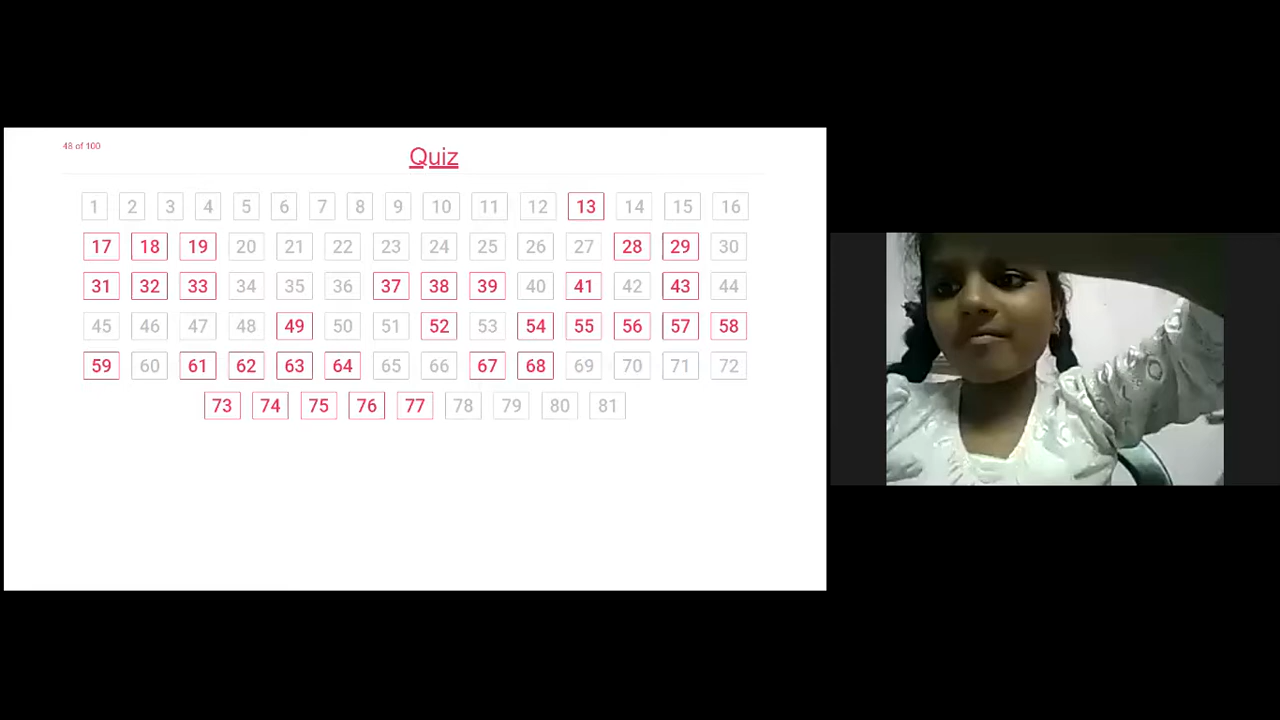 48 of 100
Quiz
1 2 3 4 5 6 7 8 9 10 11 12 13 14 15 16
17 18 19 20 21 22 23 24 25 26 27 28 29 30
31 32 33 34 35 36 37 38 39 40 41 42 43 44
45 46 47 48 49 50 51 52 53 54 55 56 57 58
59 60 61 62 63 64 65 66 67 68 69 70 71 72
73 74 75 76 77 78 79 80 81